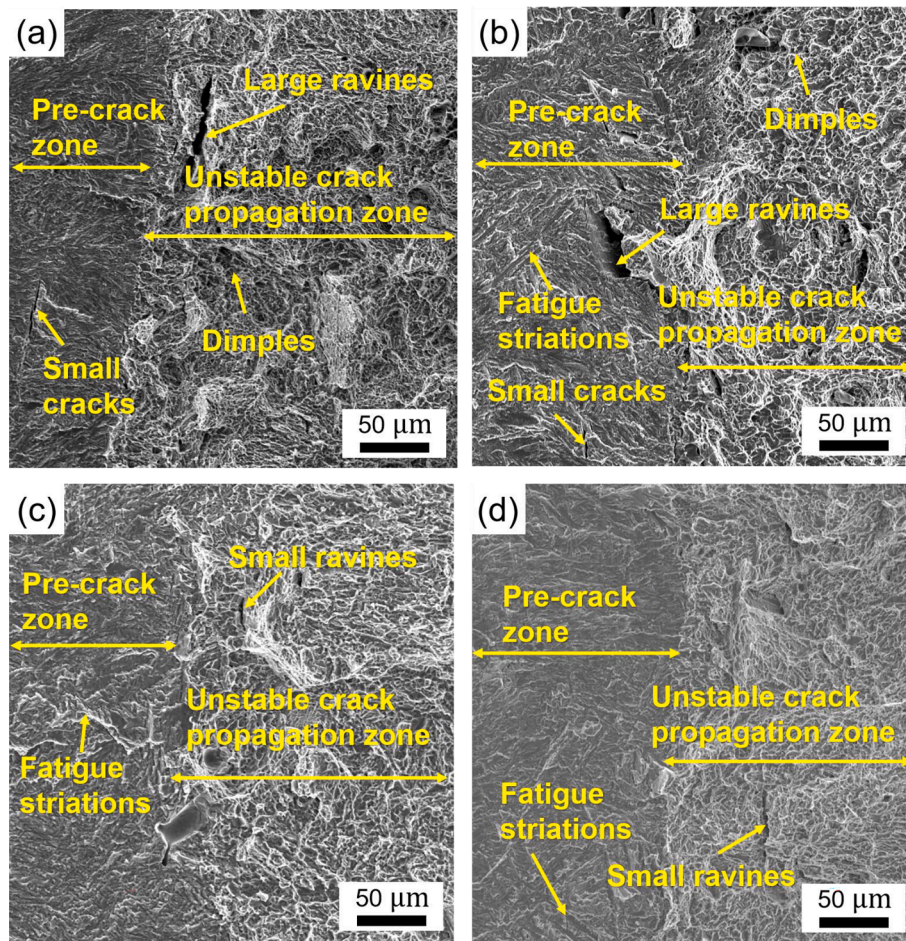 (a)
Large ravines
Pre-crack
zone
Unstable crack
propagation zone
Dimples
Small
cracks
50 μm
(b)
Dimples
Pre-crack
zone
Large ravines
Fatigue
striations
Unstable crack
propagation zone
Small cracks
50 μm
(c)
Small ravines
Pre-crack
zone
Unstable crack
propagation zone
Fatigue
striations
50 μm
(d)
Pre-crack
zone
Unstable crack
propagation zone
Fatigue
striations
Small ravines
50 μm